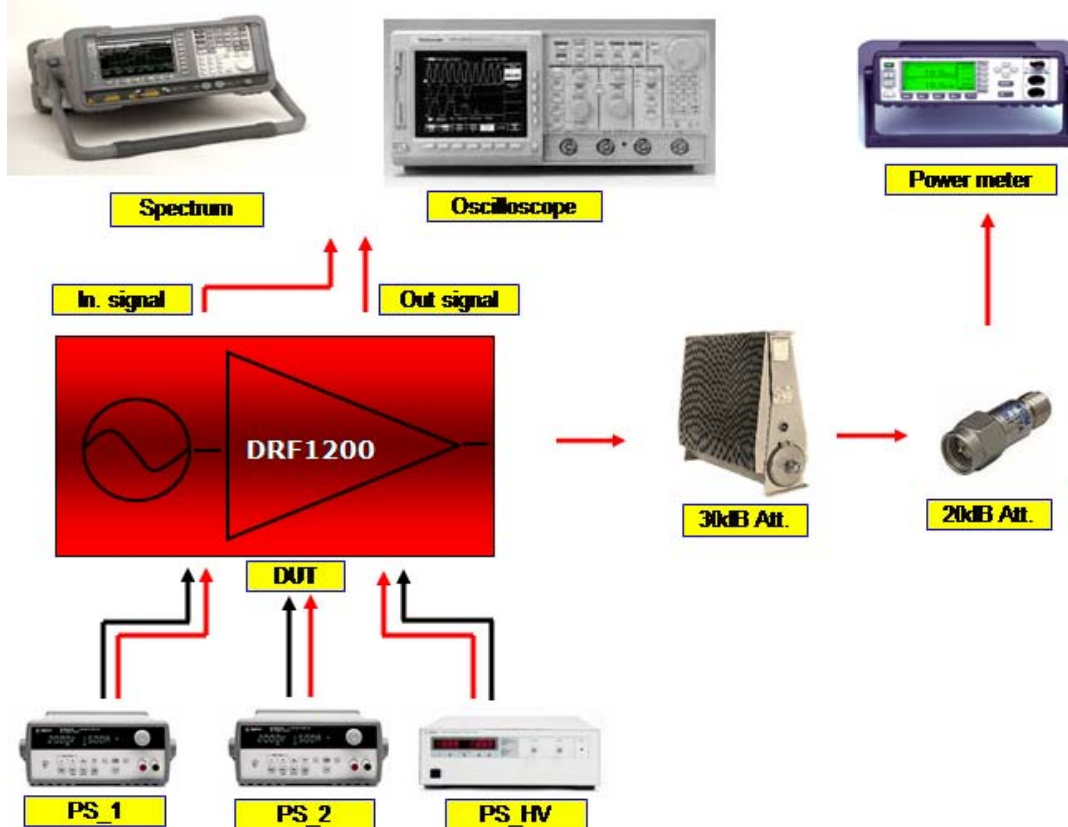 Spectrum
Oscilloscope
Power meter
In. signal
Out signal
DRF1200
30dB Att.
20dB Att.
DUT
PS_1
PS_2
PS_HV